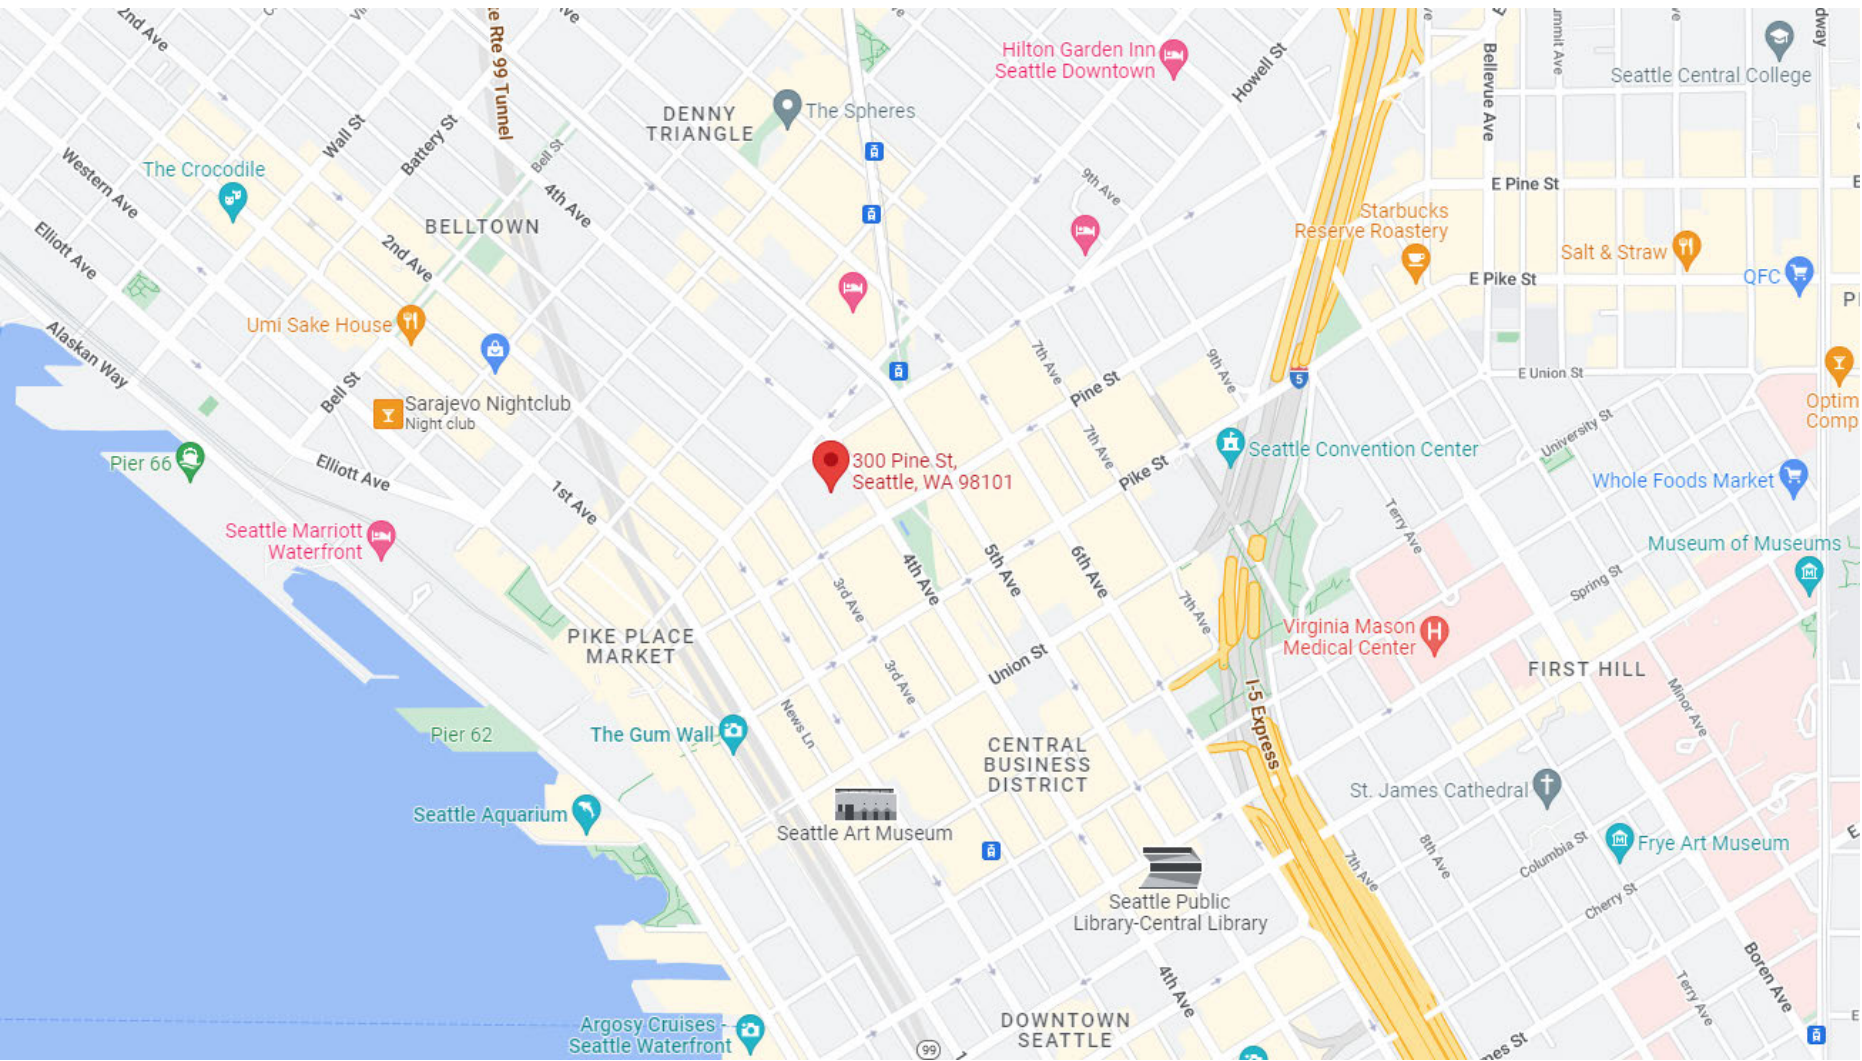 2nd Ave
Rte 99 Tunnel
Hilton Garden Inn
Seattle Downtown
Howell St
Bellevue Ave
Seattle Central College
DENNY
TRIANGLE
The Spheres
Wall St
Battery St
Bell St
The Crocodile
Western Ave
4th Ave
9th Ave
E Pine St
BELLTOWN
Starbucks
Reserve Roastery
Salt & Straw
QFC
Elliott Ave
2nd Ave
E Pike St
Umi Sake House
Alaskan Way
7th Ave
9th Ave
Pine St
E Union St
5
Bell St
Sarajevo Nightclub
Night club
University St
Pier 66
Elliott Ave
1st Ave
300 Pine St,
Seattle, WA 98101
7th Ave
Pike St
Seattle Convention Center
Whole Foods Market
Terry Ave
Seattle Marriott
Waterfront
Museum of Museums
3rd Ave
4th Ave
5th Ave
6th Ave
7th Ave
Spring St
PIKE PLACE
MARKET
Virginia Mason
Medical Center
H
FIRST HILL
Union St
3rd Ave
Minor Ave
I-5 Express
News Ln
Pier 62
The Gum Wall
CENTRAL
BUSINESS
DISTRICT
St. James Cathedral
Seattle Aquarium
Seattle Art Museum
7th Ave
8th Ave
Columbia St
Frye Art Museum
Cherry St
Seattle Public
Library-Central Library
4th Ave
Boren Ave
Terry Ave
Argosy Cruises -
Seattle Waterfront
DOWNTOWN
SEATTLE
99